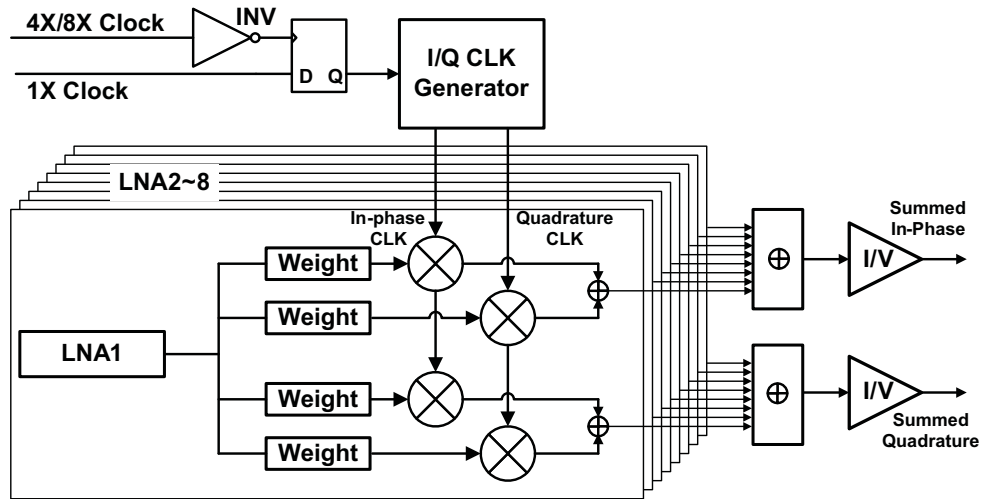 4X/8X Clock
INV
D Q
1X Clock
I/Q CLK
Generator
LNA2~8
In-phase
CLK
Quadrature
CLK
Weight
Weight
LNA1
Weight
Weight
Summed
In-Phase
I/V
I/V
Summed
Quadrature